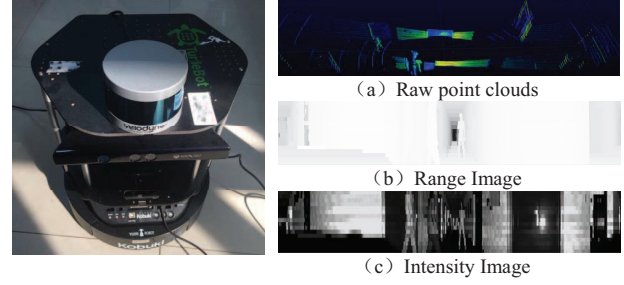 TurtleBot
Velodyne
Kobuki
(a) Raw point clouds
(b) Range Image
(c) Intensity Image